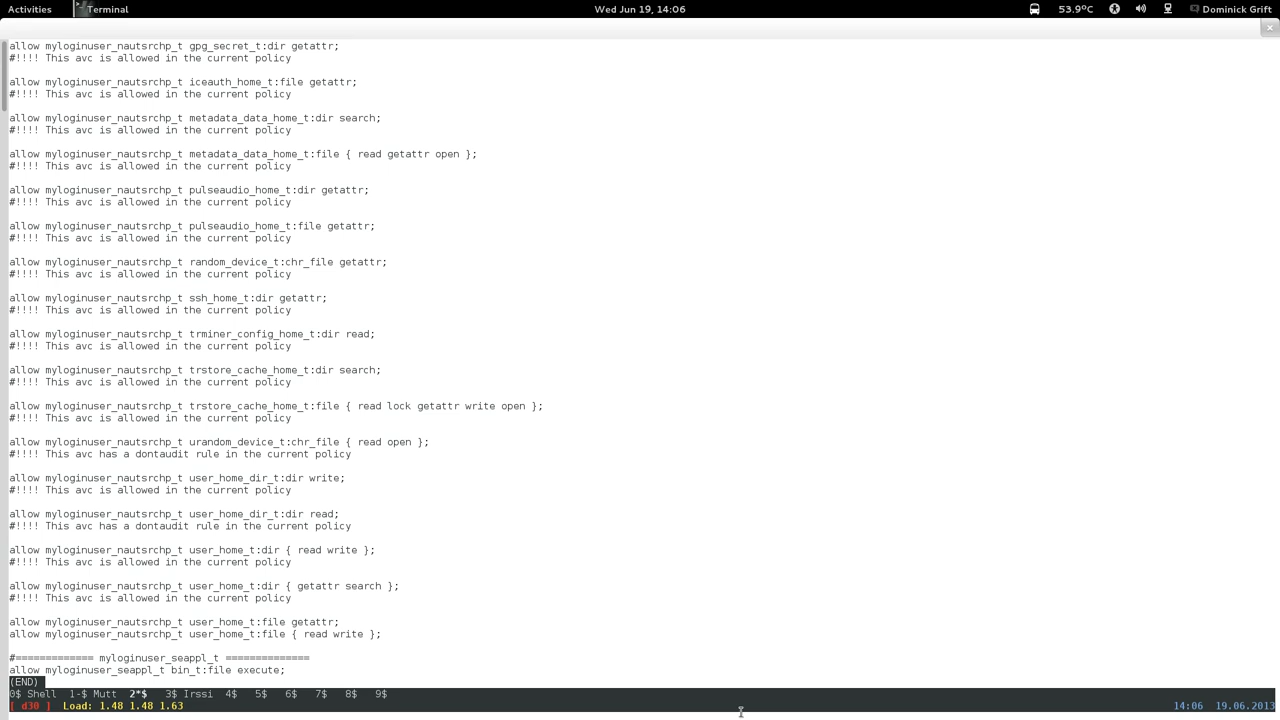 Activities Terminal Wed Jun 19, 14:06 53.9°C Dominick Grift
allow myloginuser_nautsrchp_t gpg_secret_t:dir getattr;
#!!!! This avc is allowed in the current policy
allow myloginuser_nautsrchp_t iceauth_home_t:file getattr;
#!!!! This avc is allowed in the current policy
allow myloginuser_nautsrchp_t metadata_data_home_t:dir search;
#!!!! This avc is allowed in the current policy
allow myloginuser_nautsrchp_t metadata_data_home_t:file { read getattr open };
#!!!! This avc is allowed in the current policy
allow myloginuser_nautsrchp_t pulseaudio_home_t:dir getattr;
#!!!! This avc is allowed in the current policy
allow myloginuser_nautsrchp_t pulseaudio_home_t:file getattr;
#!!!! This avc is allowed in the current policy
allow myloginuser_nautsrchp_t random_device_t:chr_file getattr;
#!!!! This avc is allowed in the current policy
allow myloginuser_nautsrchp_t ssh_home_t:dir getattr;
#!!!! This avc is allowed in the current policy
allow myloginuser_nautsrchp_t trminer_config_home_t:dir read;
#!!!! This avc is allowed in the current policy
allow myloginuser_nautsrchp_t trstore_cache_home_t:dir search;
#!!!! This avc is allowed in the current policy
allow myloginuser_nautsrchp_t trstore_cache_home_t:file { read lock getattr write open };
#!!!! This avc is allowed in the current policy
allow myloginuser_nautsrchp_t urandom_device_t:chr_file { read open };
#!!!! This avc has a dontaudit rule in the current policy
allow myloginuser_nautsrchp_t user_home_dir_t:dir write;
#!!!! This avc is allowed in the current policy
allow myloginuser_nautsrchp_t user_home_dir_t:dir read;
#!!!! This avc has a dontaudit rule in the current policy
allow myloginuser_nautsrchp_t user_home_t:dir { read write };
#!!!! This avc is allowed in the current policy
allow myloginuser_nautsrchp_t user_home_t:dir { getattr search };
#!!!! This avc is allowed in the current policy
allow myloginuser_nautsrchp_t user_home_t:file getattr;
allow myloginuser_nautsrchp_t user_home_t:file { read write };
#============= myloginuser_seappl_t ==============
allow myloginuser_seappl_t bin_t:file execute;
(END)
0$ Shell 1-$ Mutt 2*$ 3$ Irssi 4$ 5$ 6$ 7$ 8$ 9$
[ d30 ] Load: 1.48 1.48 1.63 14:06 19.06.2013